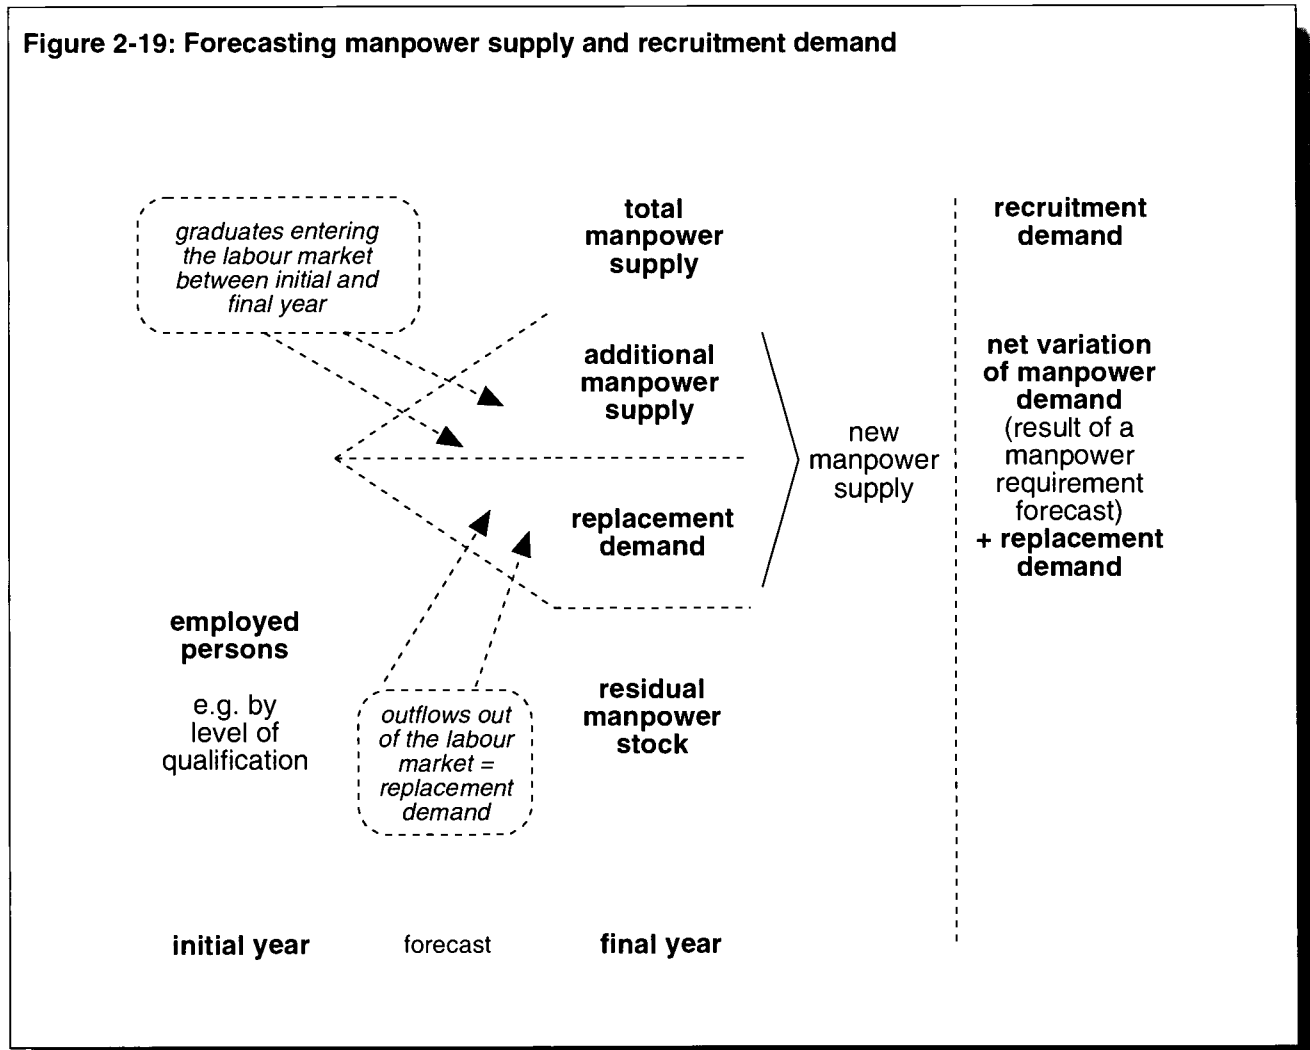 Figure 2-19: Forecasting manpower supply and recruitment demand
graduates entering
the labour market
between initial and
final year
total
manpower
supply
recruitment
demand
additional
manpower
supply
new
manpower
supply
net variation
of manpower
demand
(result of a
manpower
requirement
forecast)
+ replacement
demand
replacement
demand
employed
persons
e.g. by
level of
qualification
outflows out
of the labour
market =
replacement
demand
residual
manpower
stock
initial year
forecast
final year